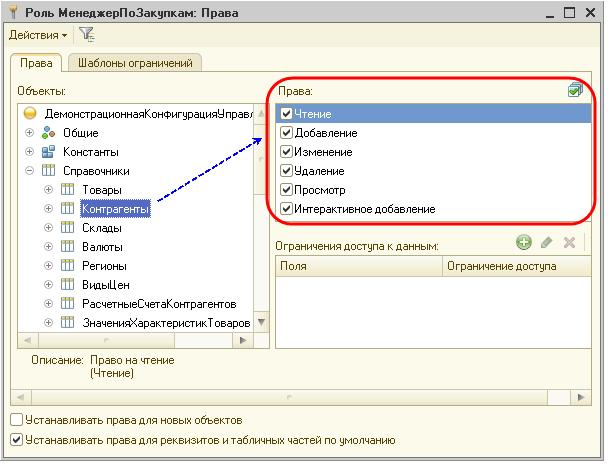 Роль МенеджерПоЗакупкам: Права
Действия
Права
Шаблоны ограничений
Объекты:
ДемонстрационнаяКонфигурацияУправл
Общие
Константы
Справочники
Товары
Контрагенты
Склады
Валюты
Регионы
ВидыЦен
РасчетныеСчетаКонтрагентов
ЗначенияХарактеристикТоваров
Права:
Чтение
Добавление
Изменение
Удаление
Просмотр
Интерактивное добавление
Ограничения доступа к данным:
Поля
Ограничение доступа
Описание: Право на чтение
(Чтение)
Устанавливать права для новых объектов
Устанавливать права для реквизитов и табличных частей по умолчанию